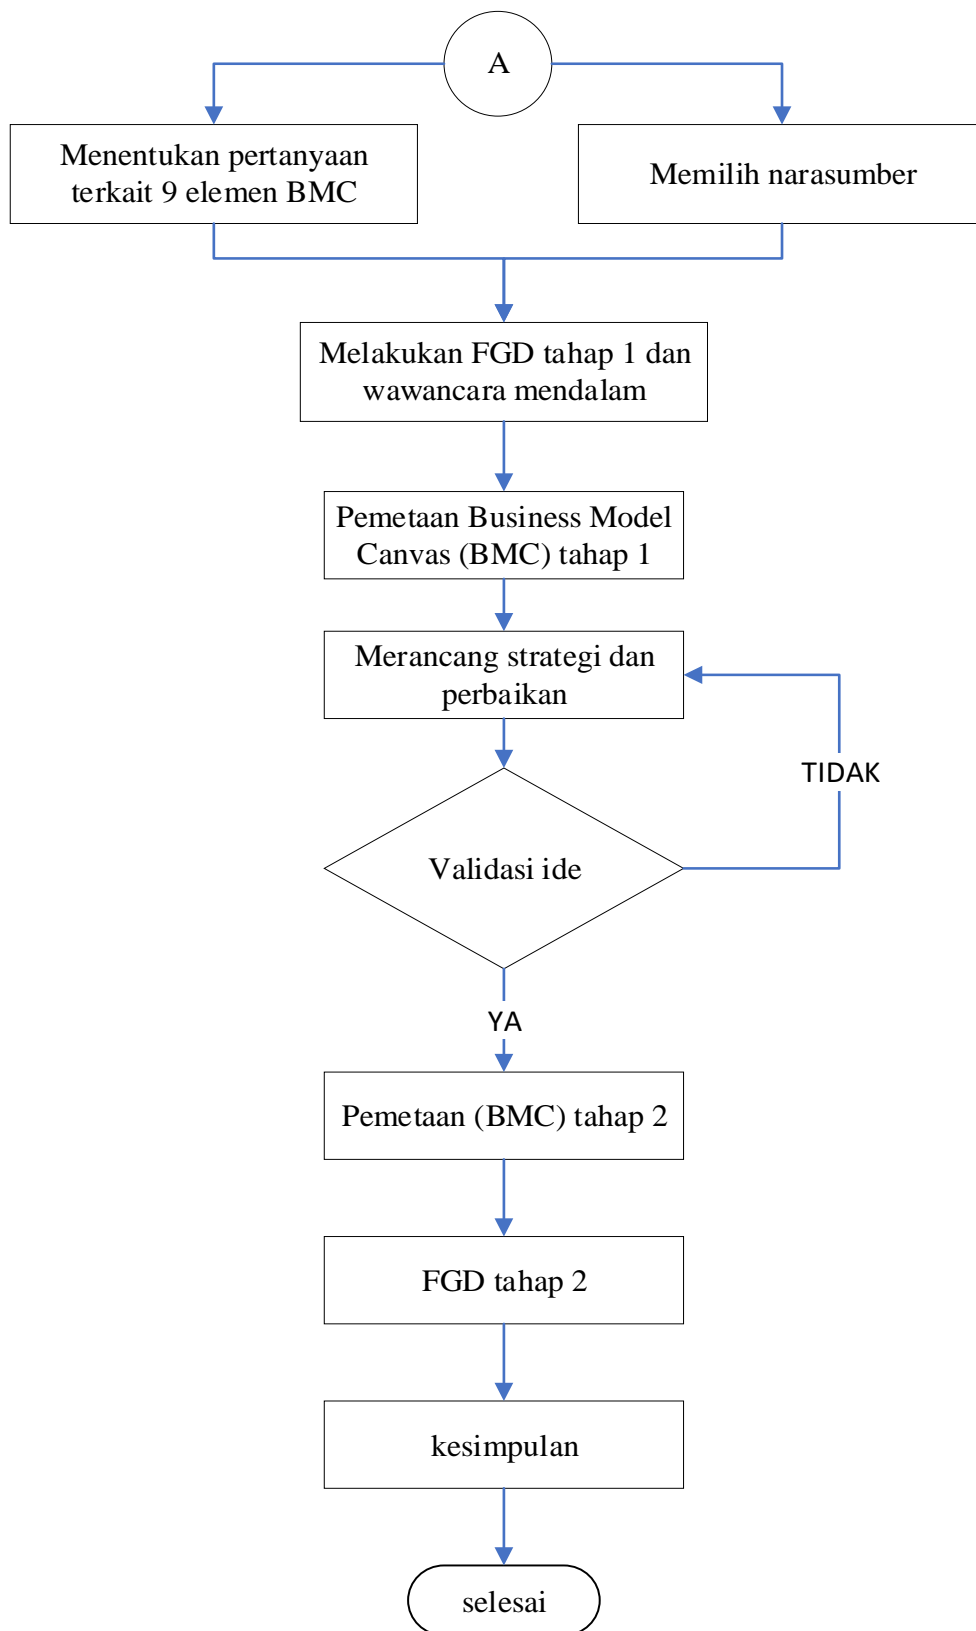 A
Menentukan pertanyaan
terkait 9 elemen BMC
Memilih narasumber
Melakukan FGD tahap 1 dan
wawancara mendalam
Pemetaan Business Model
Canvas (BMC) tahap 1
Merancang strategi dan
perbaikan
TIDAK
Validasi ide
YA
Pemetaan (BMC) tahap 2
FGD tahap 2
kesimpulan
selesai